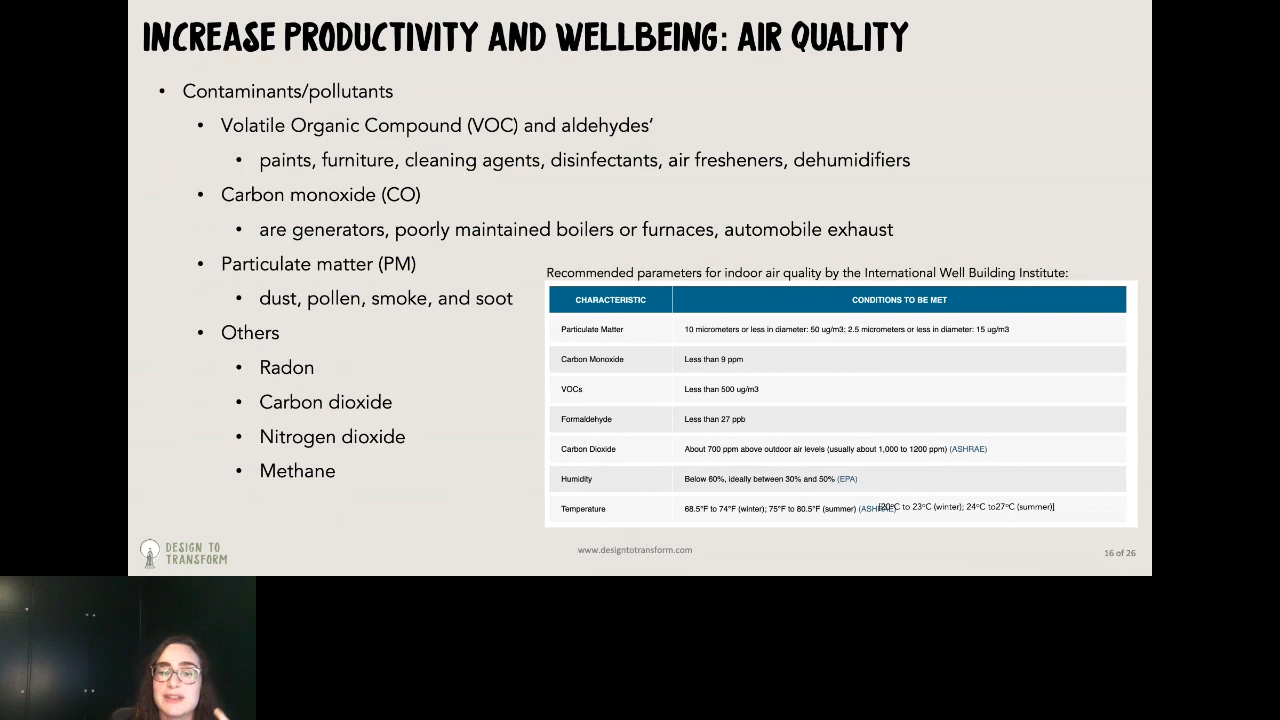 INCREASE PRODUCTIVITY AND WELLBEING: AIR QUALITY
• Contaminants/pollutants
• Volatile Organic Compound (VOC) and aldehydes’
• paints, furniture, cleaning agents, disinfectants, air fresheners, dehumidifiers
• Carbon monoxide (CO)
• are generators, poorly maintained boilers or furnaces, automobile exhaust
• Particulate matter (PM)
• dust, pollen, smoke, and soot
• Others
• Radon
• Carbon dioxide
• Nitrogen dioxide
• Methane
Recommended parameters for indoor air quality by the International Well Building Institute:
CHARACTERISTIC CONDITIONS TO BE MET
Particulate Matter 10 micrometers or less in diameter: 50 ug/m3; 2.5 micrometers or less in diameter: 15 ug/m3
Carbon Monoxide Less than 9 ppm
VOCs Less than 500 ug/m3
Formaldehyde Less than 27 ppb
Carbon Dioxide About 700 ppm above outdoor air levels (usually about 1,000 to 1200 ppm) (ASHRAE)
Humidity Below 60%, ideally between 30% and 50% (EPA)
Temperature 68.5°F to 74°F (winter); 75°F to 80.5°F (summer) (ASHRAE) [20°C to 23°C (winter); 24°C to27°C (summer)]
DESIGN TO
TRANSFORM
www.designtotransform.com
16 of 26